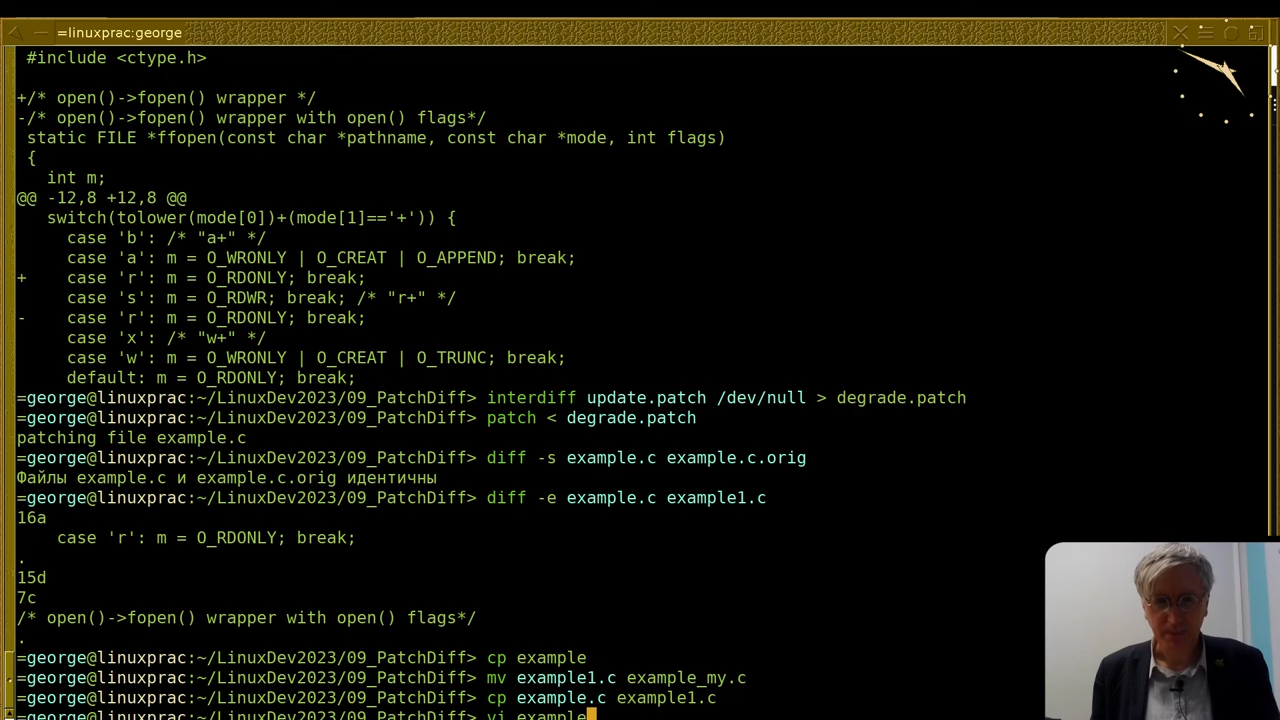 =linuxprac:george
 #include <ctype.h>
+/* open()->fopen() wrapper */
-/* open()->fopen() wrapper with open() flags*/
 static FILE *ffopen(const char *pathname, const char *mode, int flags)
 {
   int m;
@@ -12,8 +12,8 @@
   switch(tolower(mode[0])+(mode[1]=='+')) {
     case 'b': /* "a+" */
     case 'a': m = O_WRONLY | O_CREAT | O_APPEND; break;
+    case 'r': m = O_RDONLY; break;
     case 's': m = O_RDWR; break; /* "r+" */
-    case 'r': m = O_RDONLY; break;
     case 'x': /* "w+" */
     case 'w': m = O_WRONLY | O_CREAT | O_TRUNC; break;
     default: m = O_RDONLY; break;
=george@linuxprac:~/LinuxDev2023/09_PatchDiff> interdiff update.patch /dev/null > degrade.patch
=george@linuxprac:~/LinuxDev2023/09_PatchDiff> patch < degrade.patch
patching file example.c
=george@linuxprac:~/LinuxDev2023/09_PatchDiff> diff -s example.c example.c.orig
Файлы example.c и example.c.orig идентичны
=george@linuxprac:~/LinuxDev2023/09_PatchDiff> diff -e example.c example1.c
16a
    case 'r': m = O_RDONLY; break;
.
15d
7c
/* open()->fopen() wrapper with open() flags*/
.
=george@linuxprac:~/LinuxDev2023/09_PatchDiff> cp example
=george@linuxprac:~/LinuxDev2023/09_PatchDiff> mv example1.c example_my.c
=george@linuxprac:~/LinuxDev2023/09_PatchDiff> cp example.c example1.c
=george@linuxprac:~/LinuxDev2023/09_PatchDiff> vi example